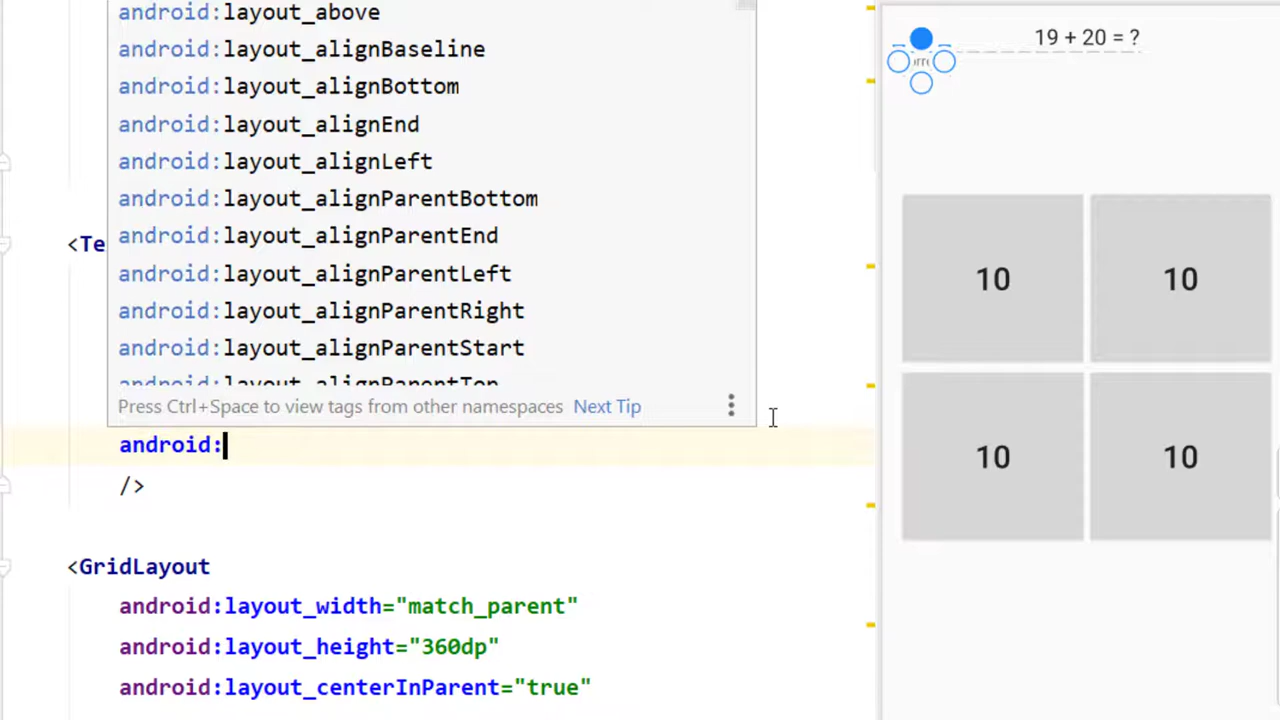 android:layout_above
android:layout_alignBaseline
android:layout_alignBottom
android:layout_alignEnd
android:layout_alignLeft
android:layout_alignParentBottom
android:layout_alignParentEnd
android:layout_alignParentLeft
android:layout_alignParentRight
android:layout_alignParentStart
android:layout_alignParentTop
Press Ctrl+Space to view tags from other namespaces Next Tip
<Te
android:
/>
<GridLayout
android:layout_width="match_parent"
android:layout_height="360dp"
android:layout_centerInParent="true"
19 + 20 = ?
10 10
10 10